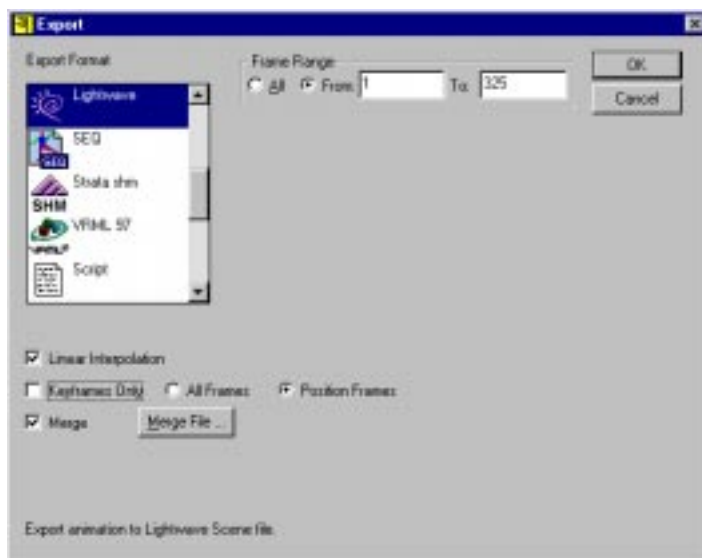 Export
Export Format
Frame Range
All From: 1 To: 325
OK
Cancel
Lightwave
SEQ
SEQ
Strata shm
SHM
VRML 97
Script
Linear Interpolation
Keyframes Only All Frames Position Frames
Merge Merge File ...
Export animation to Lightwave Scene file.